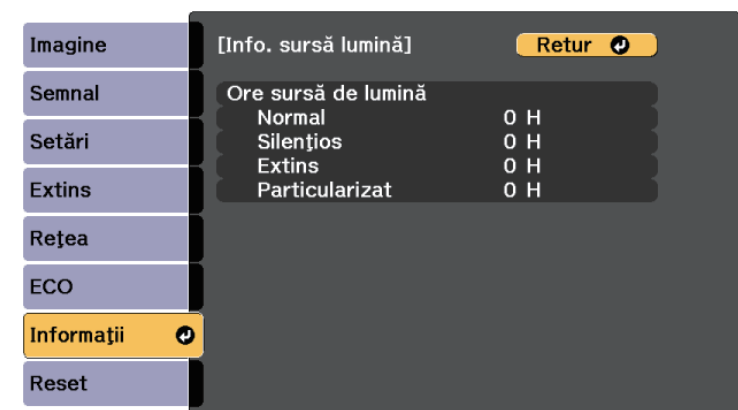 Imagine
Semnal
Setări
Extins
Reţea
ECO
Informaţii
Reset
[Info. sursă lumină]
Retur
Ore sursă de lumină
Normal 0 H
Silenţios 0 H
Extins 0 H
Particularizat 0 H